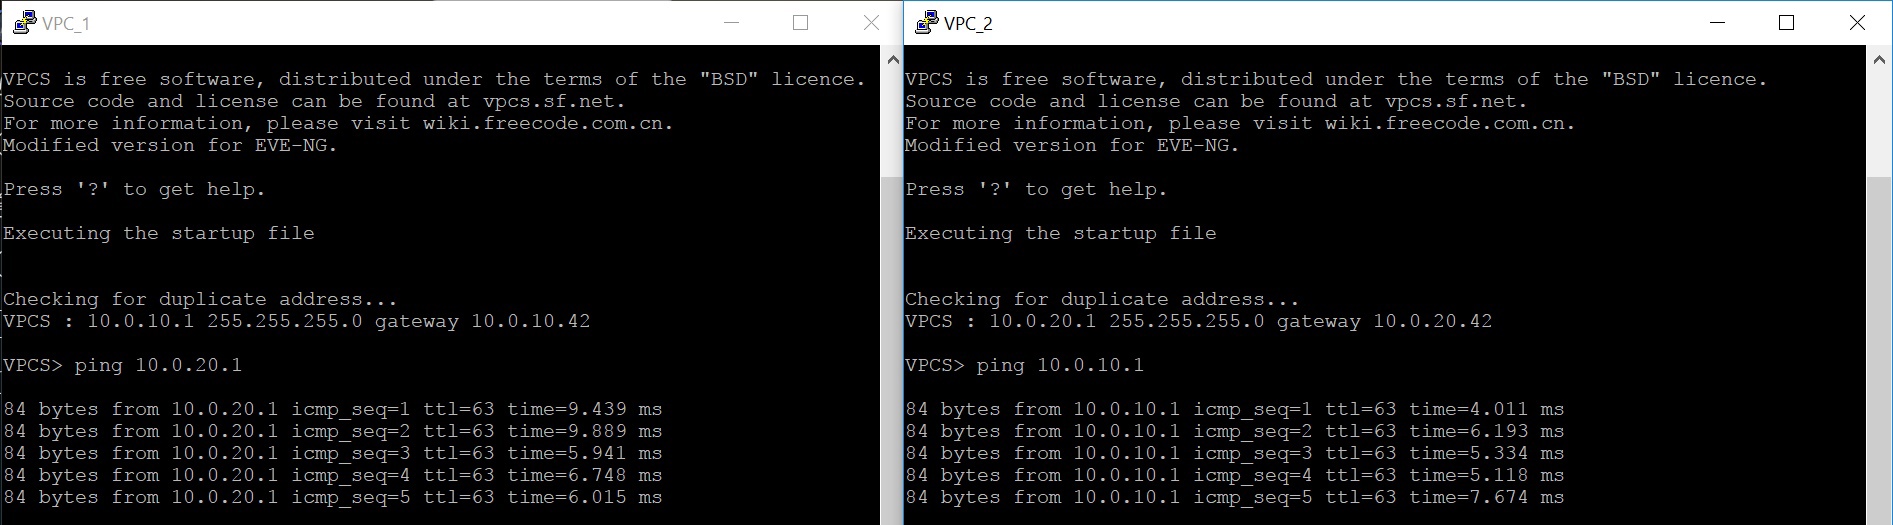 VPC_1
VPCS is free software, distributed under the terms of the "BSD" licence.
Source code and license can be found at vpcs.sf.net.
For more information, please visit wiki.freecode.com.cn.
Modified version for EVE-NG.
Press '?' to get help.
Executing the startup file
Checking for duplicate address...
VPCS : 10.0.10.1 255.255.255.0 gateway 10.0.10.42
VPCS> ping 10.0.20.1
84 bytes from 10.0.20.1 icmp_seq=1 ttl=63 time=9.439 ms
84 bytes from 10.0.20.1 icmp_seq=2 ttl=63 time=9.889 ms
84 bytes from 10.0.20.1 icmp_seq=3 ttl=63 time=5.941 ms
84 bytes from 10.0.20.1 icmp_seq=4 ttl=63 time=6.748 ms
84 bytes from 10.0.20.1 icmp_seq=5 ttl=63 time=6.015 ms
VPC_2
VPCS is free software, distributed under the terms of the "BSD" licence.
Source code and license can be found at vpcs.sf.net.
For more information, please visit wiki.freecode.com.cn.
Modified version for EVE-NG.
Press '?' to get help.
Executing the startup file
Checking for duplicate address...
VPCS : 10.0.20.1 255.255.255.0 gateway 10.0.20.42
VPCS> ping 10.0.10.1
84 bytes from 10.0.10.1 icmp_seq=1 ttl=63 time=4.011 ms
84 bytes from 10.0.10.1 icmp_seq=2 ttl=63 time=6.193 ms
84 bytes from 10.0.10.1 icmp_seq=3 ttl=63 time=5.334 ms
84 bytes from 10.0.10.1 icmp_seq=4 ttl=63 time=5.118 ms
84 bytes from 10.0.10.1 icmp_seq=5 ttl=63 time=7.674 ms